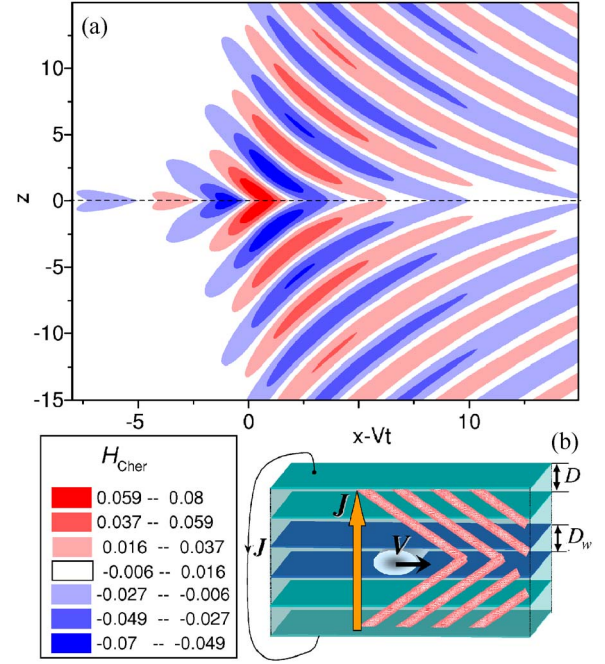 (a)
10
5
0
-5
-10
-15
z
-5 0 5 10 15
x-Vt
H_Cher
0.059 -- 0.08
0.037 -- 0.059
0.016 -- 0.037
-0.006 -- 0.016
-0.027 -- -0.006
-0.049 -- -0.027
-0.07 -- -0.049
(b)
D
J
V
D_w
J